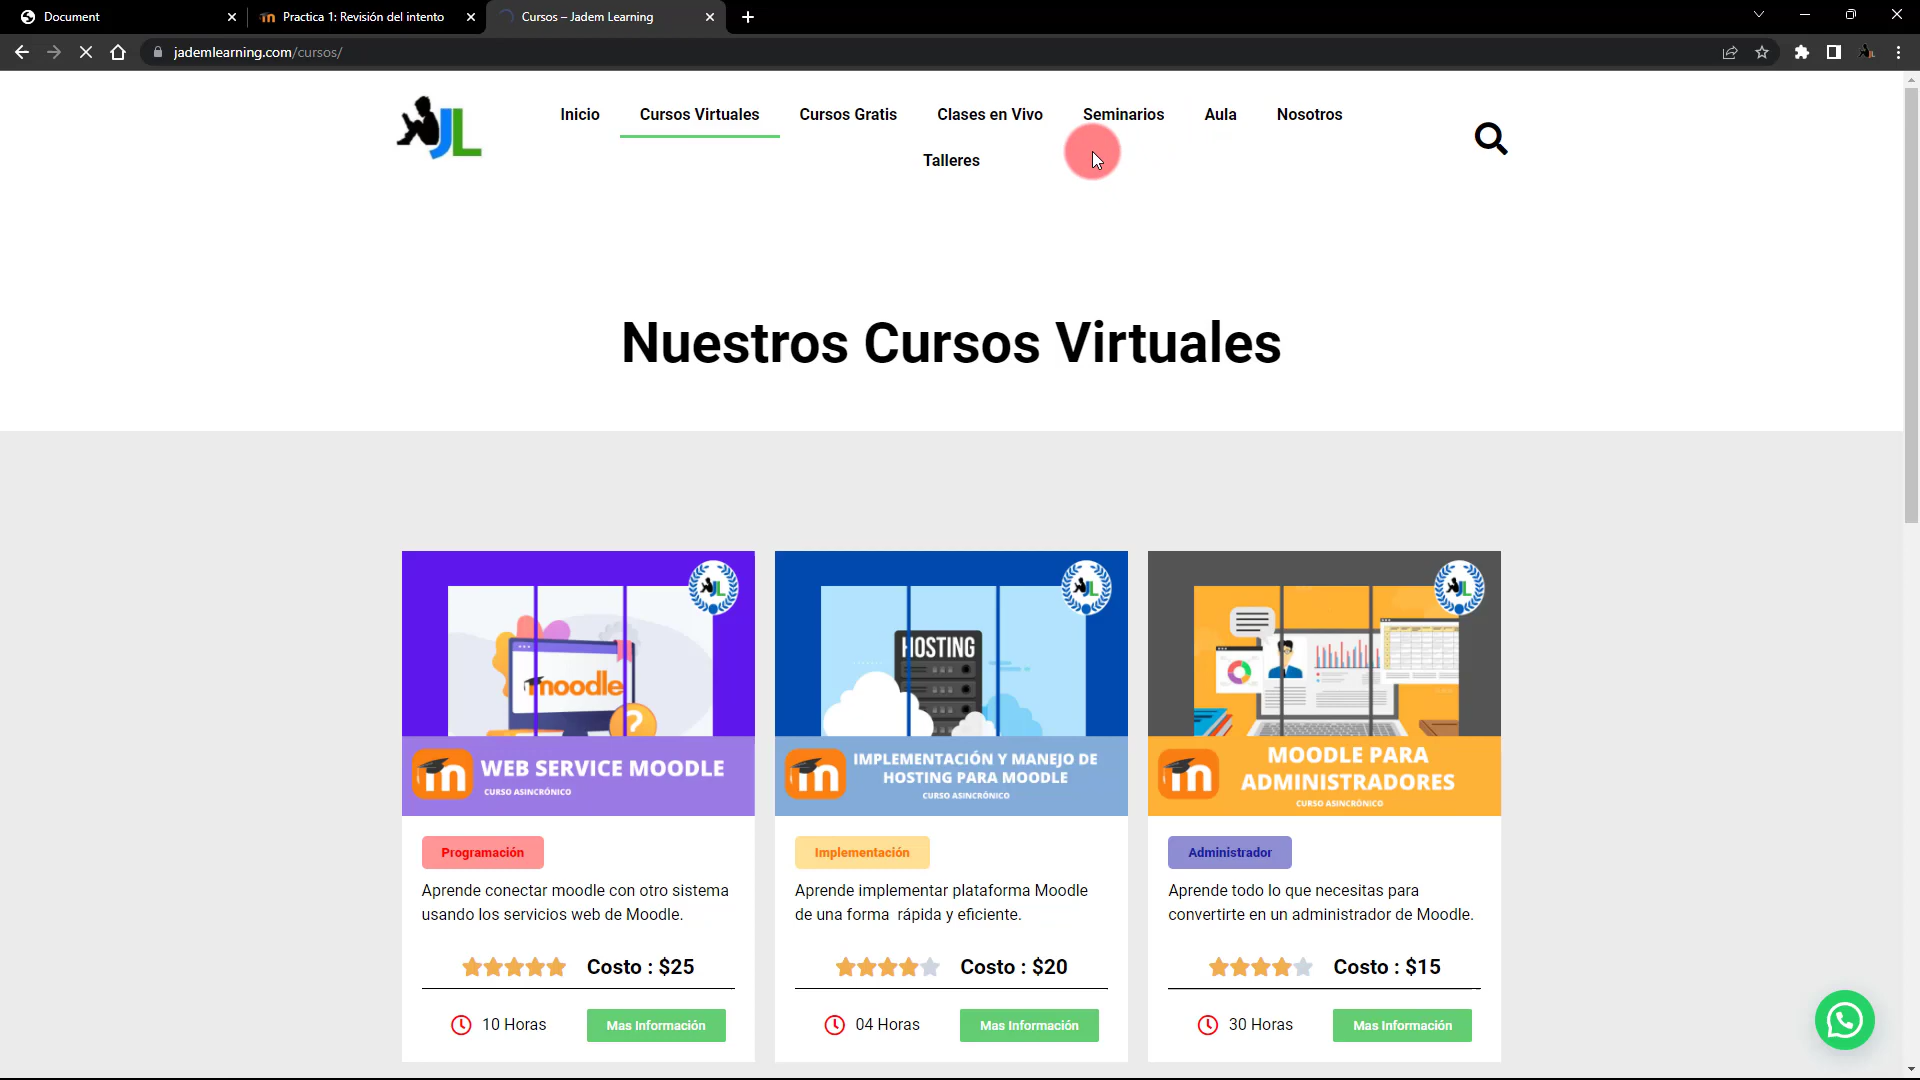 Document
Practica 1: Revisión del intento
Cursos – Jadem Learning
jademlearning.com/cursos/
JL
Inicio
Cursos Virtuales
Cursos Gratis
Clases en Vivo
Seminarios
Aula
Nosotros
Talleres
Nuestros Cursos Virtuales
moodle
?
WEB SERVICE MOODLE
CURSO ASINCRÓNICO
Programación
Aprende conectar moodle con otro sistema
usando los servicios web de Moodle.
Costo : $25
10 Horas
Mas Información
HOSTING
IMPLEMENTACIÓN Y MANEJO DE
HOSTING PARA MOODLE
CURSO ASINCRÓNICO
Implementación
Aprende implementar plataforma Moodle
de una forma rápida y eficiente.
Costo : $20
04 Horas
Mas Información
MOODLE PARA
ADMINISTRADORES
CURSO ASINCRÓNICO
Administrador
Aprende todo lo que necesitas para
convertirte en un administrador de Moodle.
Costo : $15
30 Horas
Mas Información